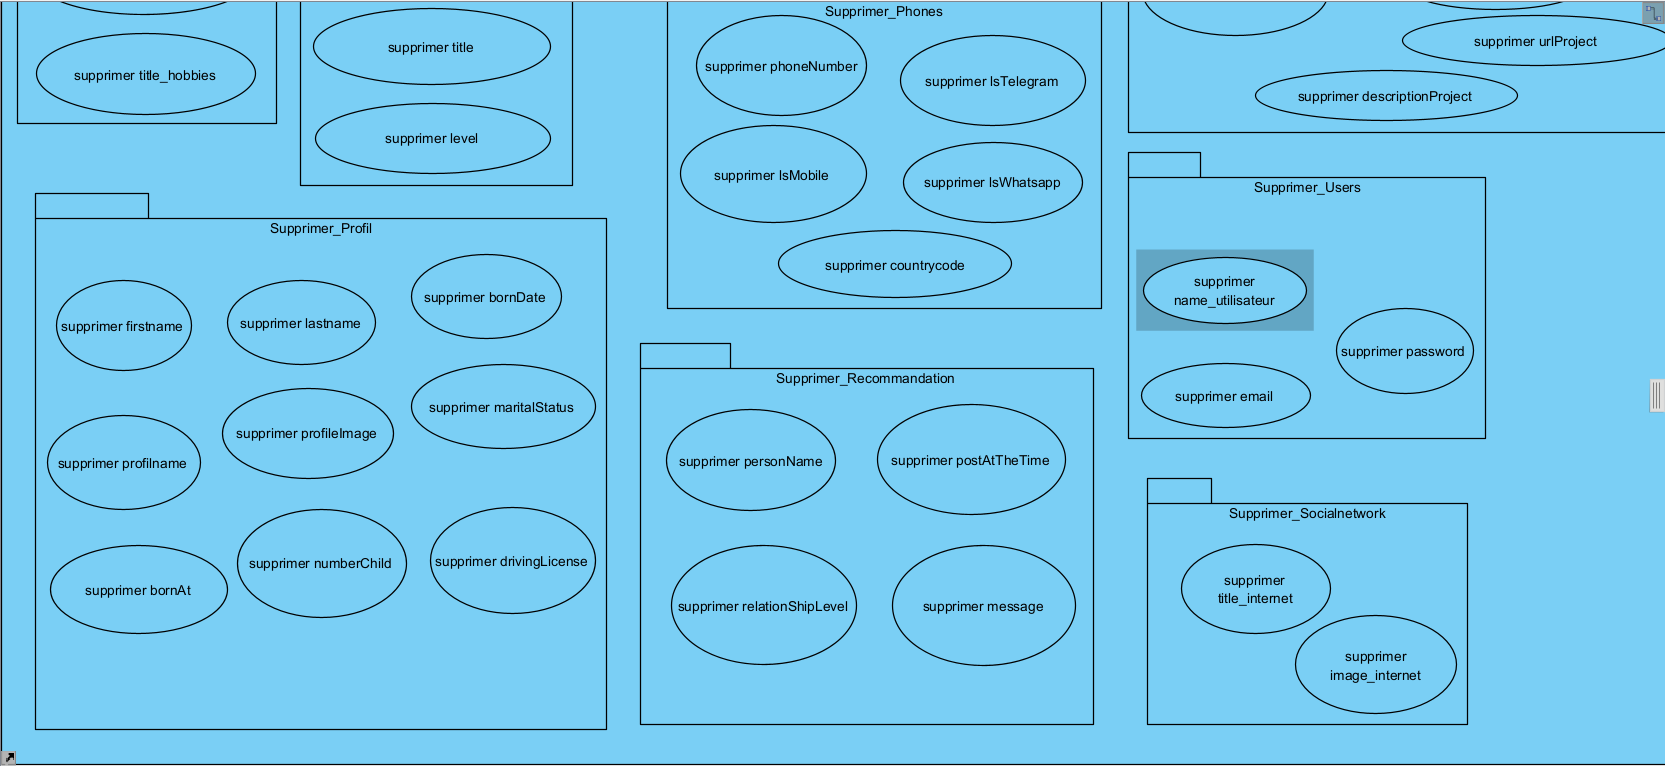 supprimer title_hobbies
supprimer title
supprimer level
Supprimer_Phones
supprimer phoneNumber
supprimer IsTelegram
supprimer IsMobile
supprimer IsWhatsapp
supprimer countrycode
supprimer urlProject
supprimer descriptionProject
Supprimer_Users
supprimer
name_utilisateur
supprimer password
supprimer email
Supprimer_Profil
supprimer firstname
supprimer lastname
supprimer bornDate
supprimer profilname
supprimer profileImage
supprimer maritalStatus
supprimer bornAt
supprimer numberChild
supprimer drivingLicense
Supprimer_Recommandation
supprimer personName
supprimer postAtTheTime
supprimer relationShipLevel
supprimer message
Supprimer_Socialnetwork
supprimer
title_internet
supprimer
image_internet